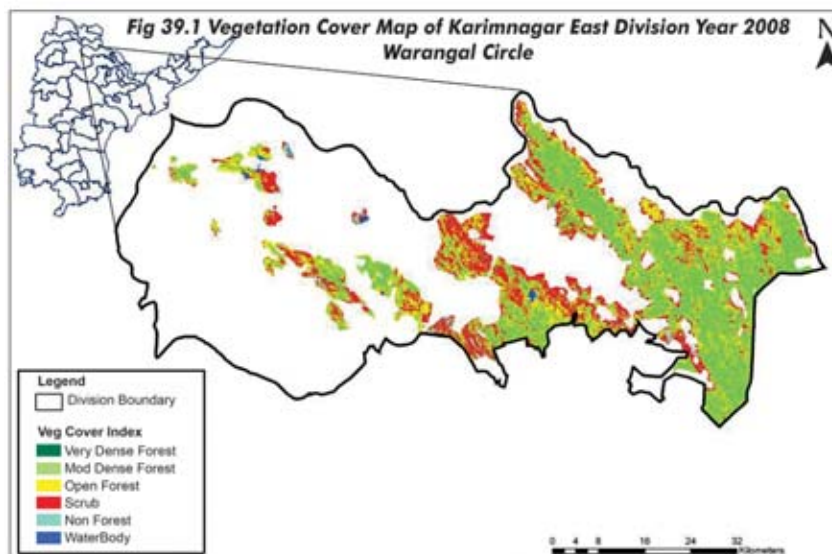 Fig 39.1 Vegetation Cover Map of Karimnagar East Division Year 2008
Warangal Circle
N
Legend
Division Boundary
Veg Cover Index
Very Dense Forest
Mod Dense Forest
Open Forest
Scrub
Non Forest
WaterBody
0 4 8 16 24 32
Kilometers